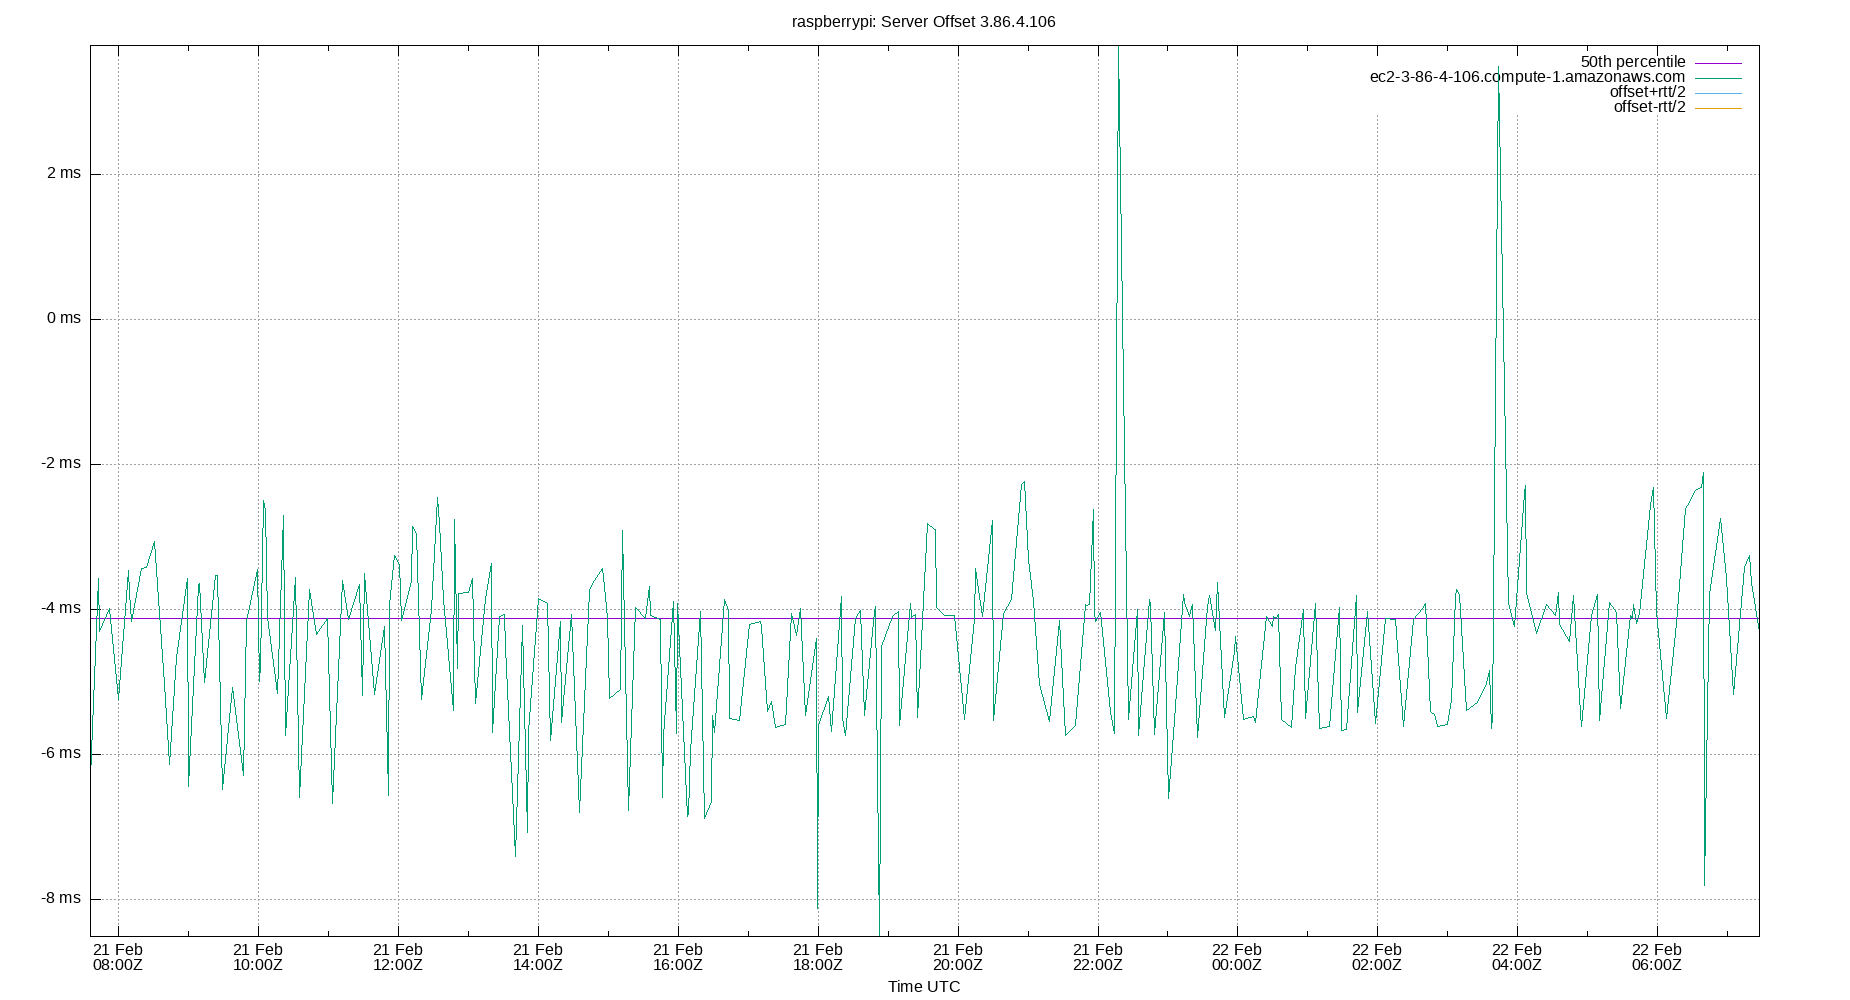 raspberrypi: Server Offset 3.86.4.106
50th percentile
ec2-3-86-4-106.compute-1.amazonaws.com
offset+rtt/2
offset-rtt/2
2 ms
0 ms
-2 ms
-4 ms
-6 ms
-8 ms
21 Feb 21 Feb 21 Feb 21 Feb 21 Feb 21 Feb 21 Feb 21 Feb 22 Feb 22 Feb 22 Feb 22 Feb
08:00Z 10:00Z 12:00Z 14:00Z 16:00Z 18:00Z 20:00Z 22:00Z 00:00Z 02:00Z 04:00Z 06:00Z
Time UTC